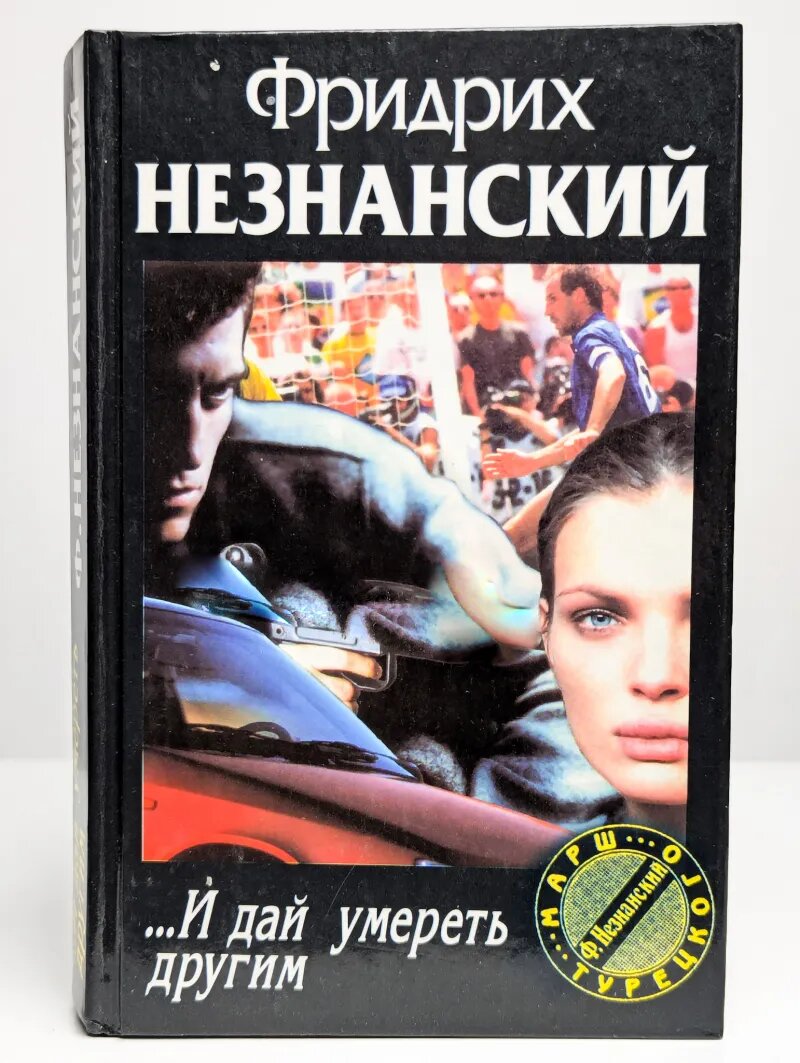 Фридрих
НЕЗНАНСКИЙ
...И дай умереть
другим
МАРШ...
ТУРЕЦКОГО...
Ф.Незнанский
Ф.НЕЗНАНСКИЙ